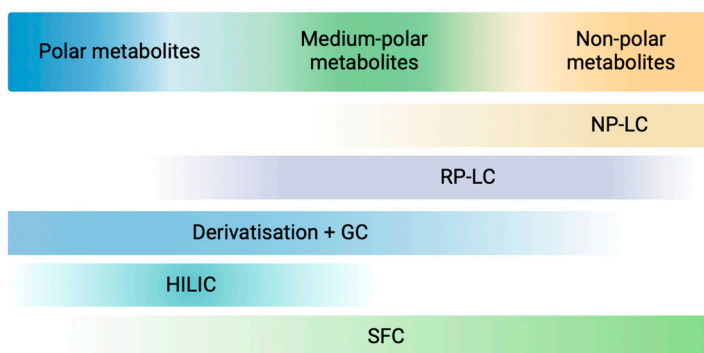 Polar metabolites
Medium-polar
metabolites
Non-polar
metabolites
NP-LC
RP-LC
Derivatisation + GC
HILIC
SFC